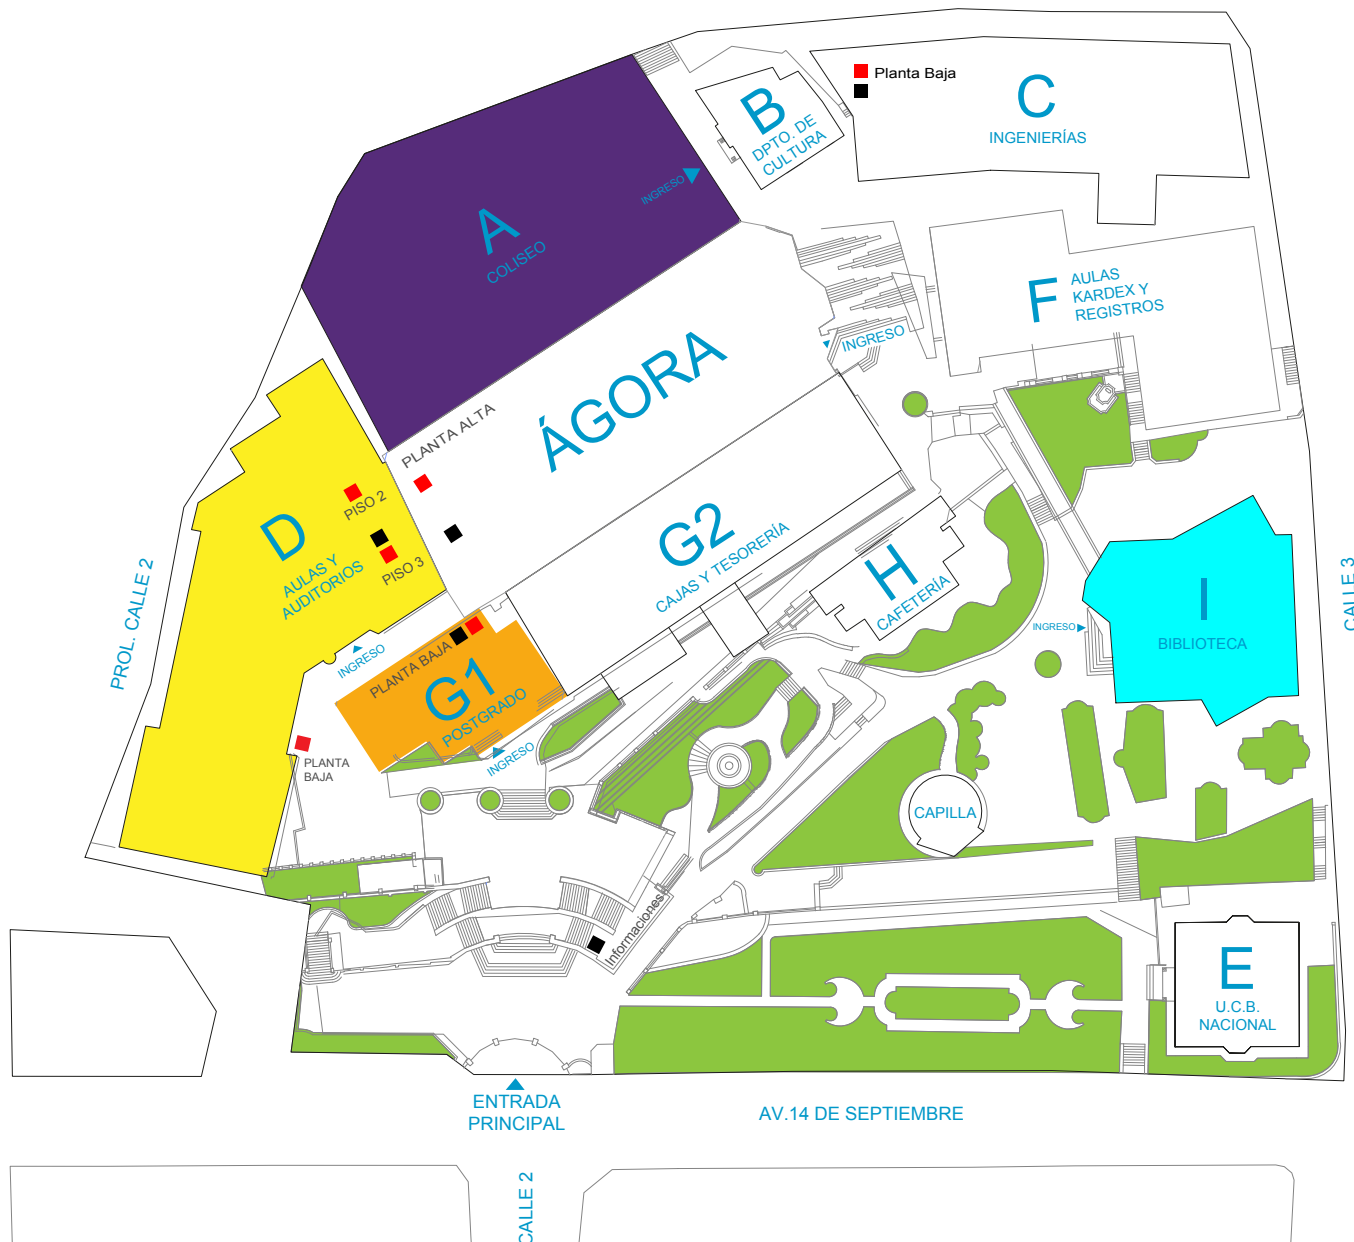 Planta Baja
C
INGENIERÍAS
B
DPTO. DE
CULTURA
INGRESO
A
COLISEO
F
AULAS
KARDEX Y
REGISTROS
INGRESO
ÁGORA
PLANTA ALTA
D
AULAS Y
AUDITORIOS
PISO 2
PISO 3
G2
CAJAS Y TESORERÍA
H
CAFETERÍA
I
BIBLIOTECA
INGRESO
CALLE 3
PROL. CALLE 2
INGRESO
PLANTA BAJA
G1
POSTGRADO
INGRESO
PLANTA
BAJA
CAPILLA
Informaciones
E
U.C.B.
NACIONAL
ENTRADA
PRINCIPAL
AV.14 DE SEPTIEMBRE
CALLE 2